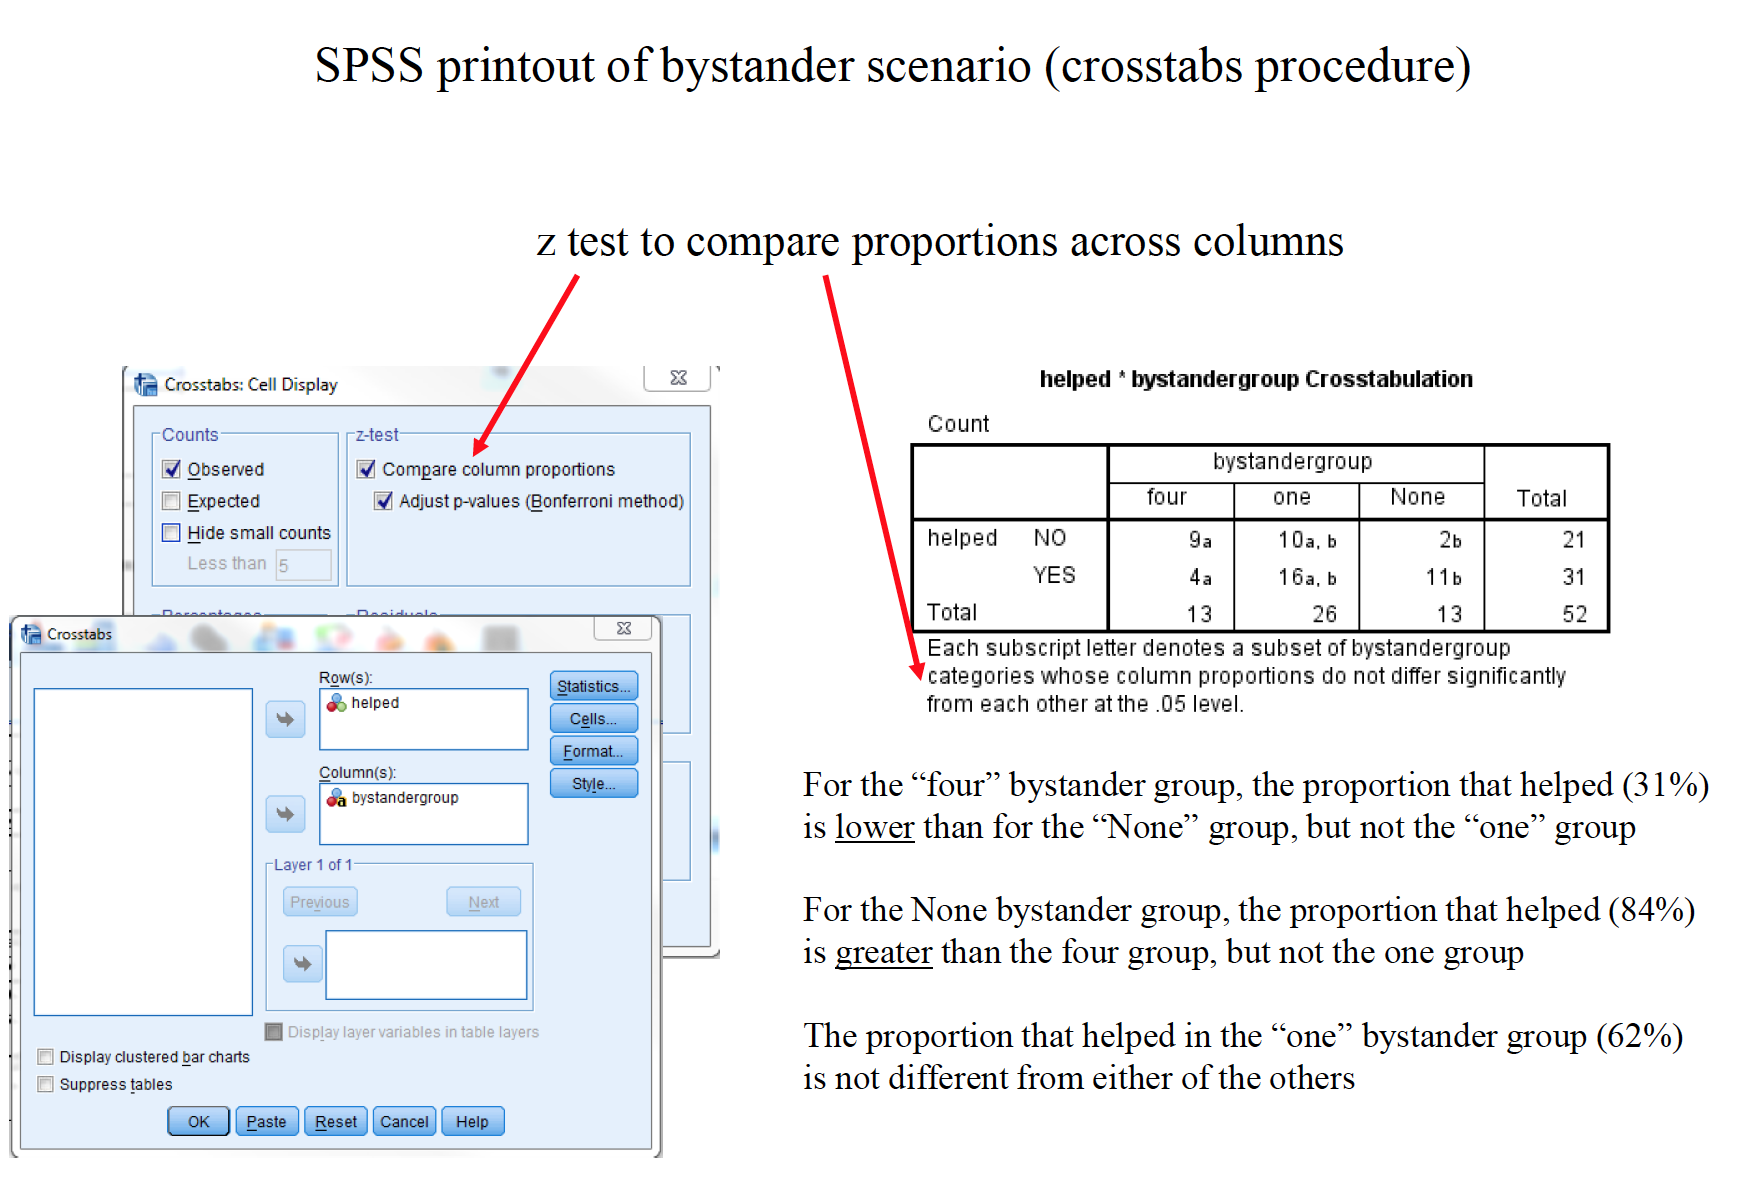 SPSS printout of bystander scenario (crosstabs procedure)
z test to compare proportions across columns
Crosstabs: Cell Display
Counts
z-test
Observed
Compare column proportions
Expected
Adjust p-values (Bonferroni method)
Hide small counts
Less than 5
Crosstabs
Row(s):
helped
Column(s):
bystandergroup
Statistics...
Cells...
Format...
Style...
Layer 1 of 1
Previous
Next
Display layer variables in table layers
Display clustered bar charts
Suppress tables
OK
Paste
Reset
Cancel
Help
helped * bystandergroup Crosstabulation
Count
bystandergroup
four one None Total
helped NO 9a 10a, b 2b 21
YES 4a 16a, b 11b 31
Total 13 26 13 52
Each subscript letter denotes a subset of bystandergroup
categories whose column proportions do not differ significantly
from each other at the .05 level.
For the “four” bystander group, the proportion that helped (31%)
is lower than for the “None” group, but not the “one” group
For the None bystander group, the proportion that helped (84%)
is greater than the four group, but not the one group
The proportion that helped in the “one” bystander group (62%)
is not different from either of the others